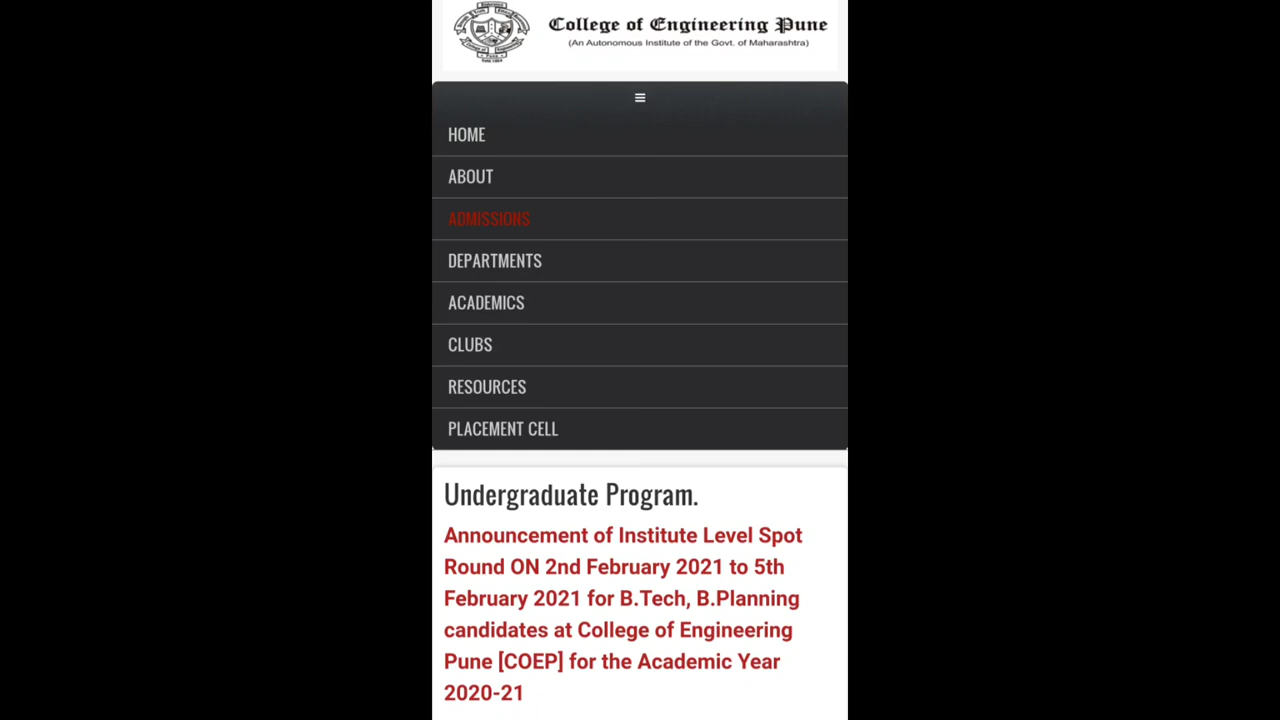 College of Engineering Pune
(An Autonomous Institute of the Govt. of Maharashtra)
HOME
ABOUT
ADMISSIONS
DEPARTMENTS
ACADEMICS
CLUBS
RESOURCES
PLACEMENT CELL
Undergraduate Program.
Announcement of Institute Level Spot
Round ON 2nd February 2021 to 5th
February 2021 for B.Tech, B.Planning
candidates at College of Engineering
Pune [COEP] for the Academic Year
2020-21